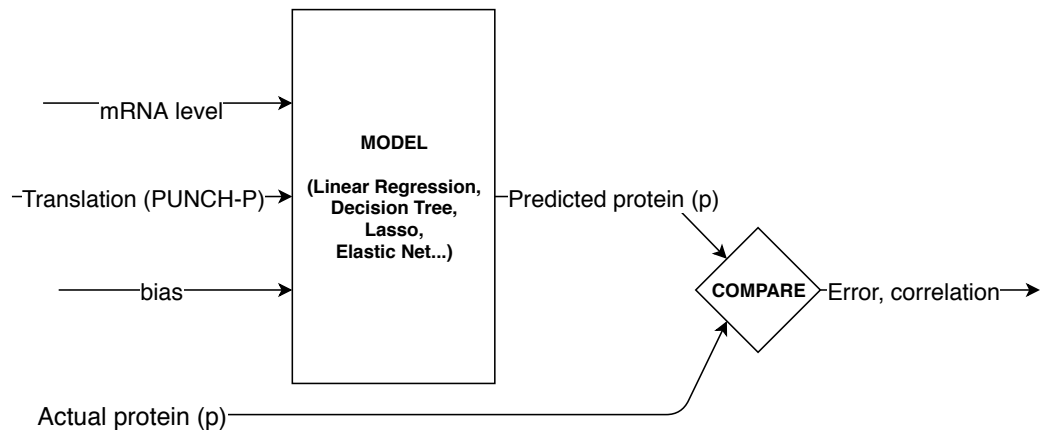 mRNA level
MODEL
Translation (PUNCH-P)
(Linear Regression,
Decision Tree,
Lasso,
Elastic Net...)
Predicted protein (p)
bias
COMPARE
Error, correlation
Actual protein (p)